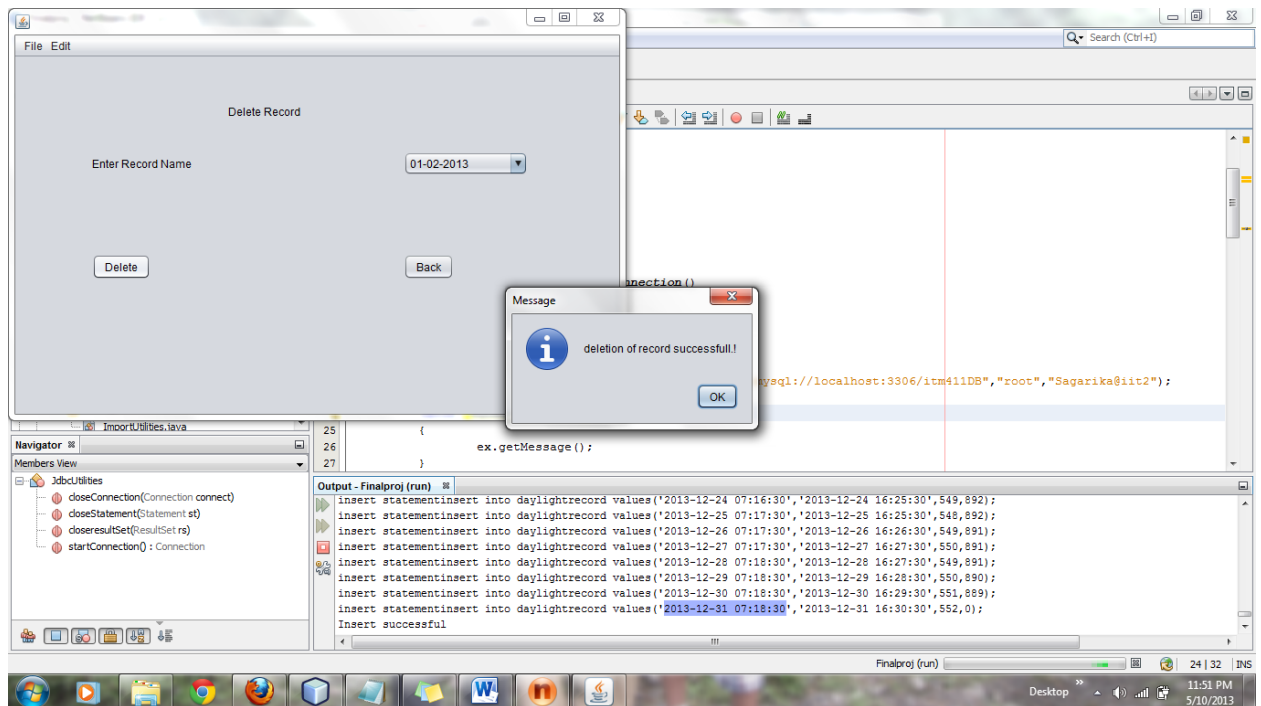 File Edit
Delete Record
Enter Record Name
01-02-2013
Delete
Back
Search (Ctrl+I)
nnection()
Message
deletion of record successfull.!
OK
mysql://localhost:3306/itm411DB","root","Sagarika@iit2");
ImportUtilities.java
25 {
26 ex.getMessage();
27 }
Navigator
Members View
JdbcUtilities
closeConnection(Connection connect)
closeStatement(Statement st)
closeresultSet(ResultSet rs)
startConnection() : Connection
Output - Finalproj (run)
insert statementinsert into daylightrecord values('2013-12-24 07:16:30','2013-12-24 16:25:30',549,892);
insert statementinsert into daylightrecord values('2013-12-25 07:17:30','2013-12-25 16:25:30',548,892);
insert statementinsert into daylightrecord values('2013-12-26 07:17:30','2013-12-26 16:26:30',549,891);
insert statementinsert into daylightrecord values('2013-12-27 07:17:30','2013-12-27 16:27:30',550,891);
insert statementinsert into daylightrecord values('2013-12-28 07:18:30','2013-12-28 16:27:30',549,891);
insert statementinsert into daylightrecord values('2013-12-29 07:18:30','2013-12-29 16:28:30',550,890);
insert statementinsert into daylightrecord values('2013-12-30 07:18:30','2013-12-30 16:29:30',551,889);
insert statementinsert into daylightrecord values('2013-12-31 07:18:30','2013-12-31 16:30:30',552,0);
Insert successful
Finalproj (run)
24 | 32 INS
Desktop
11:51 PM
5/10/2013